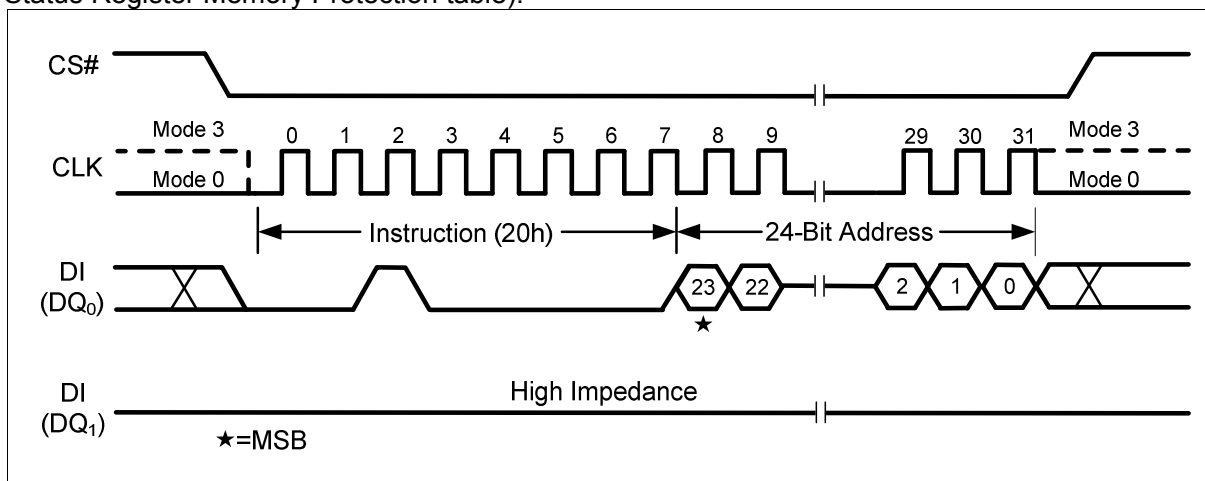 Status Register Memory Protection table).
CS#
Mode 3 0 1 2 3 4 5 6 7 8 9 29 30 31 Mode 3
CLK
Mode 0 Mode 0
Instruction (20h) 24-Bit Address
DI
(DQ0) 23 22 2 1 0
★
High Impedance
DI
(DQ1)
★=MSB